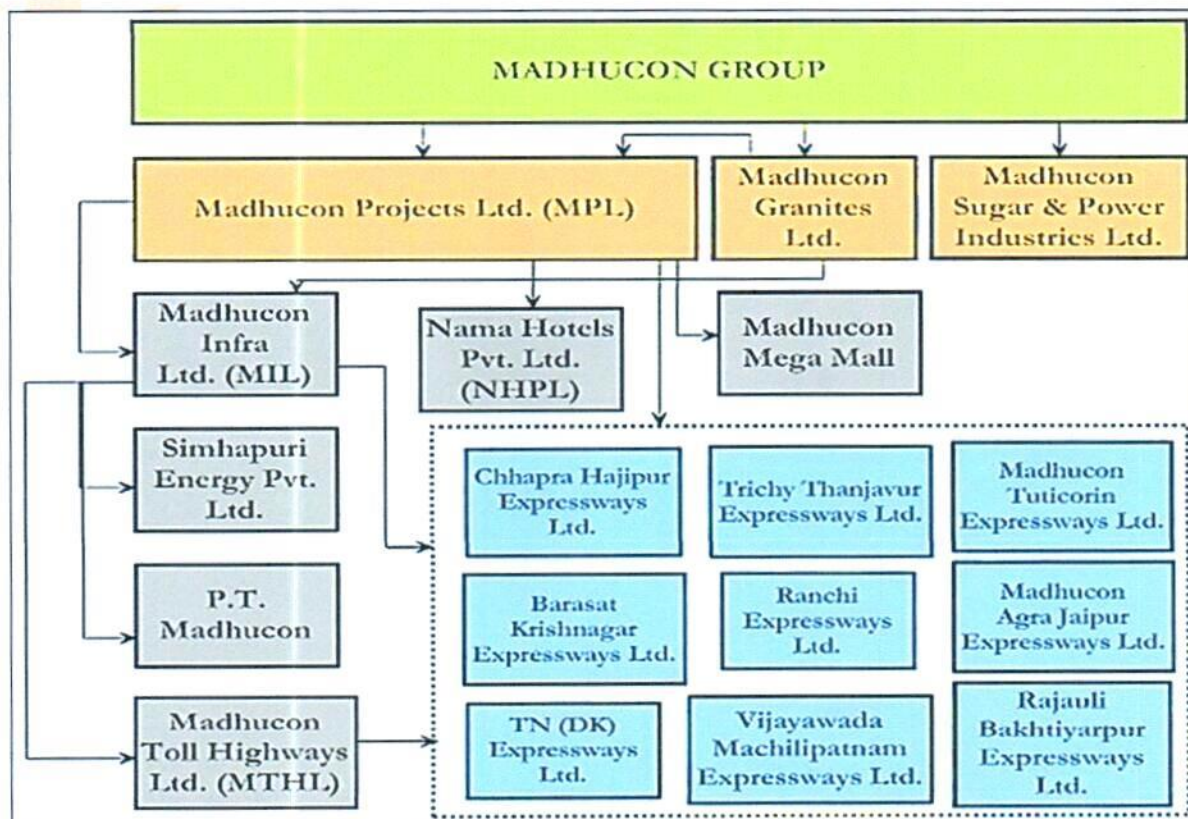 MADHUCON GROUP
Madhucon Projects Ltd. (MPL)
Madhucon
Granites
Ltd.
Madhucon
Sugar & Power
Industries Ltd.
Madhucon
Infra
Ltd. (MIL)
Nama Hotels
Pvt. Ltd.
(NHPL)
Madhucon
Mega Mall
Simhapuri
Energy Pvt.
Ltd.
P.T.
Madhucon
Madhucon
Toll Highways
Ltd. (MTHL)
Chhapra Hajipur
Expressways
Ltd.
Trichy Thanjavur
Expressways Ltd.
Madhucon
Tuticorin
Expressways Ltd.
Barasat
Krishnagar
Expressways Ltd.
Ranchi
Expressways
Ltd.
Madhucon
Agra Jaipur
Expressways Ltd.
TN (DK)
Expressways
Ltd.
Vijayawada
Machilipatnam
Expressways Ltd.
Rajauli
Bakhtiyarpur
Expressways
Ltd.